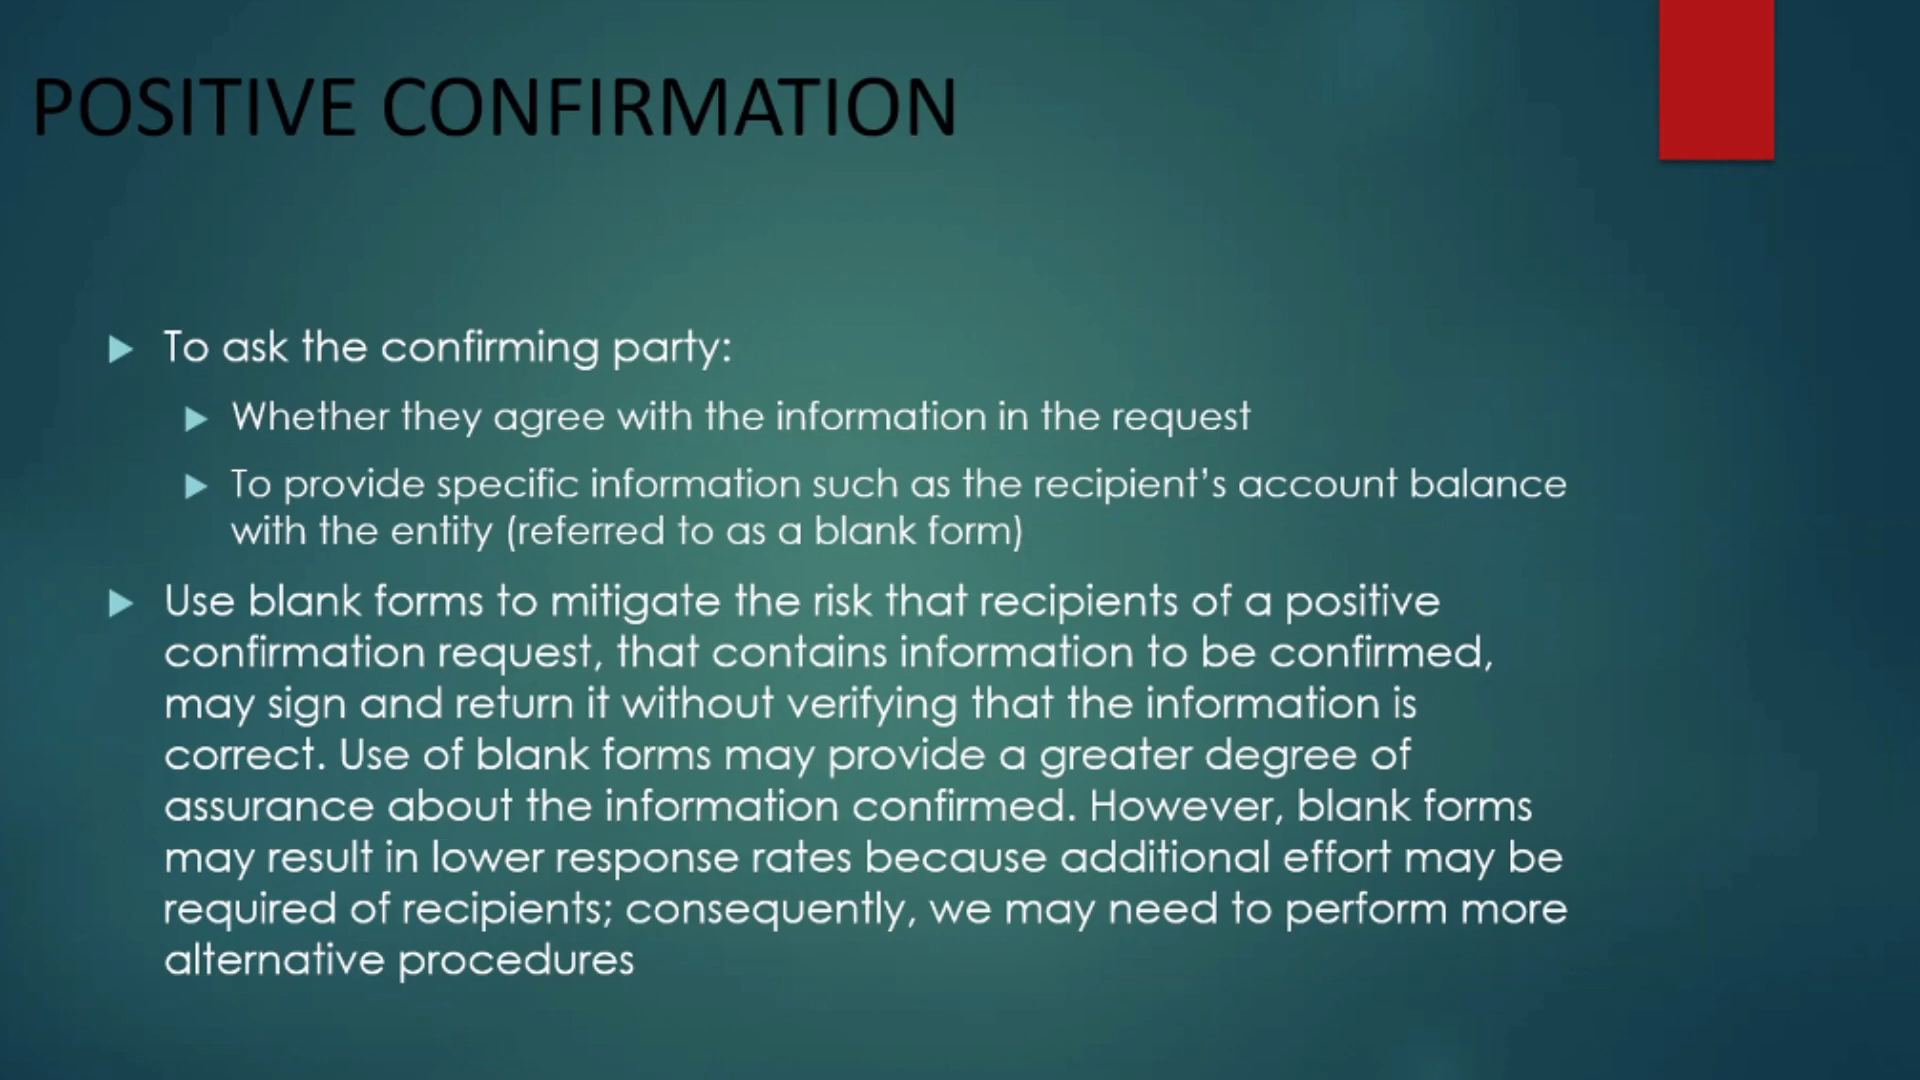 POSITIVE CONFIRMATION
To ask the confirming party:
Whether they agree with the information in the request
To provide specific information such as the recipient’s account balance
with the entity (referred to as a blank form)
Use blank forms to mitigate the risk that recipients of a positive
confirmation request, that contains information to be confirmed,
may sign and return it without verifying that the information is
correct. Use of blank forms may provide a greater degree of
assurance about the information confirmed. However, blank forms
may result in lower response rates because additional effort may be
required of recipients; consequently, we may need to perform more
alternative procedures